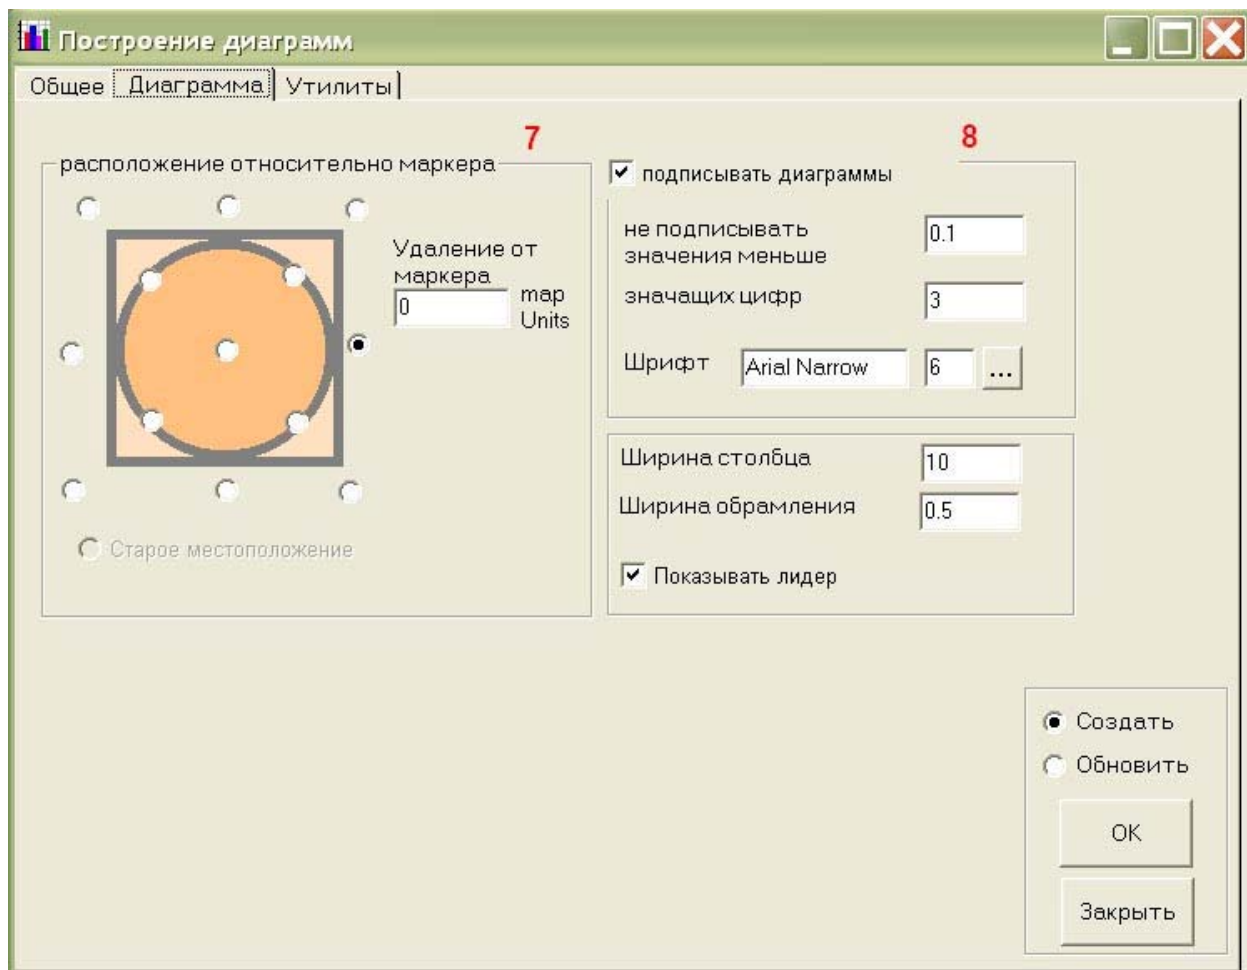 Построение диаграмм
Общее Диаграмма Утилиты
7
расположение относительно маркера
Удаление от
маркера
0
map
Units
Старое местоположение
8
подписывать диаграммы
не подписывать
значения меньше
0.1
значащих цифр
3
Шрифт
Arial Narrow
6
...
Ширина столбца
10
Ширина обрамления
0.5
Показывать лидер
Создать
Обновить
OK
Закрыть